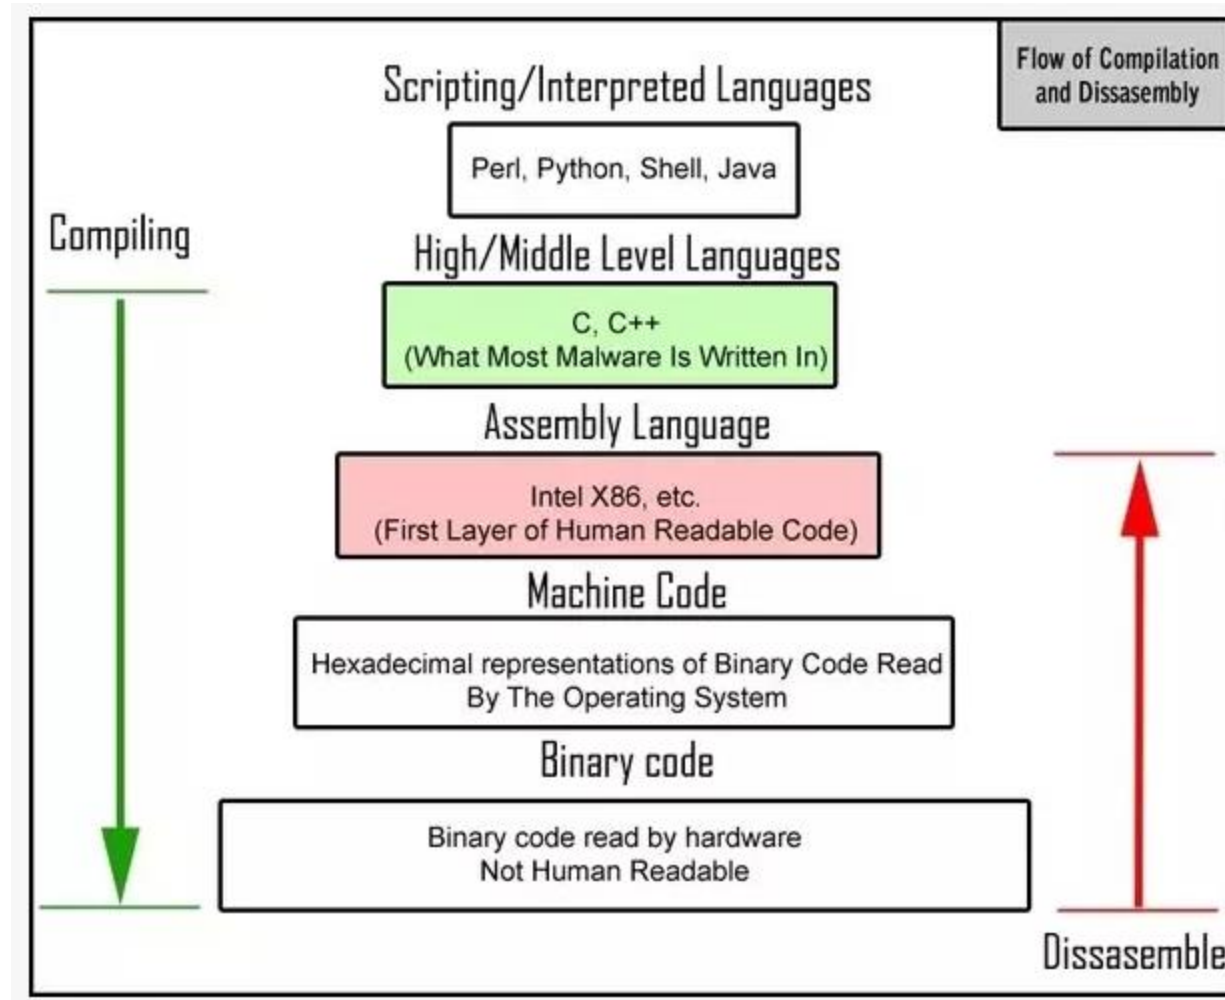 Flow of Compilation
and Dissasembly
Scripting/Interpreted Languages
Perl, Python, Shell, Java
Compiling
High/Middle Level Languages
C, C++
(What Most Malware Is Written In)
Assembly Language
Intel X86, etc.
(First Layer of Human Readable Code)
Machine Code
Hexadecimal representations of Binary Code Read
By The Operating System
Binary code
Binary code read by hardware
Not Human Readable
Dissasemble